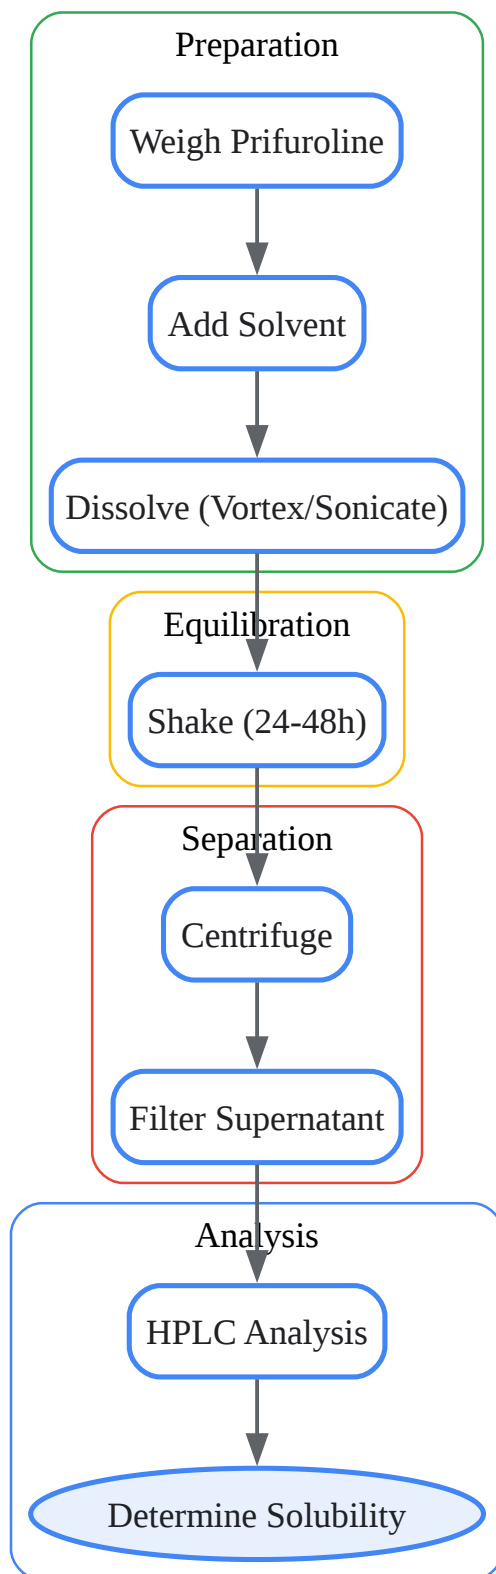 Preparation
Weigh Prifuroline
Add Solvent
Dissolve (Vortex/Sonicate)
Equilibration
Shake (24-48h)
Separation
Centrifuge
Filter Supernatant
Analysis
HPLC Analysis
Determine Solubility